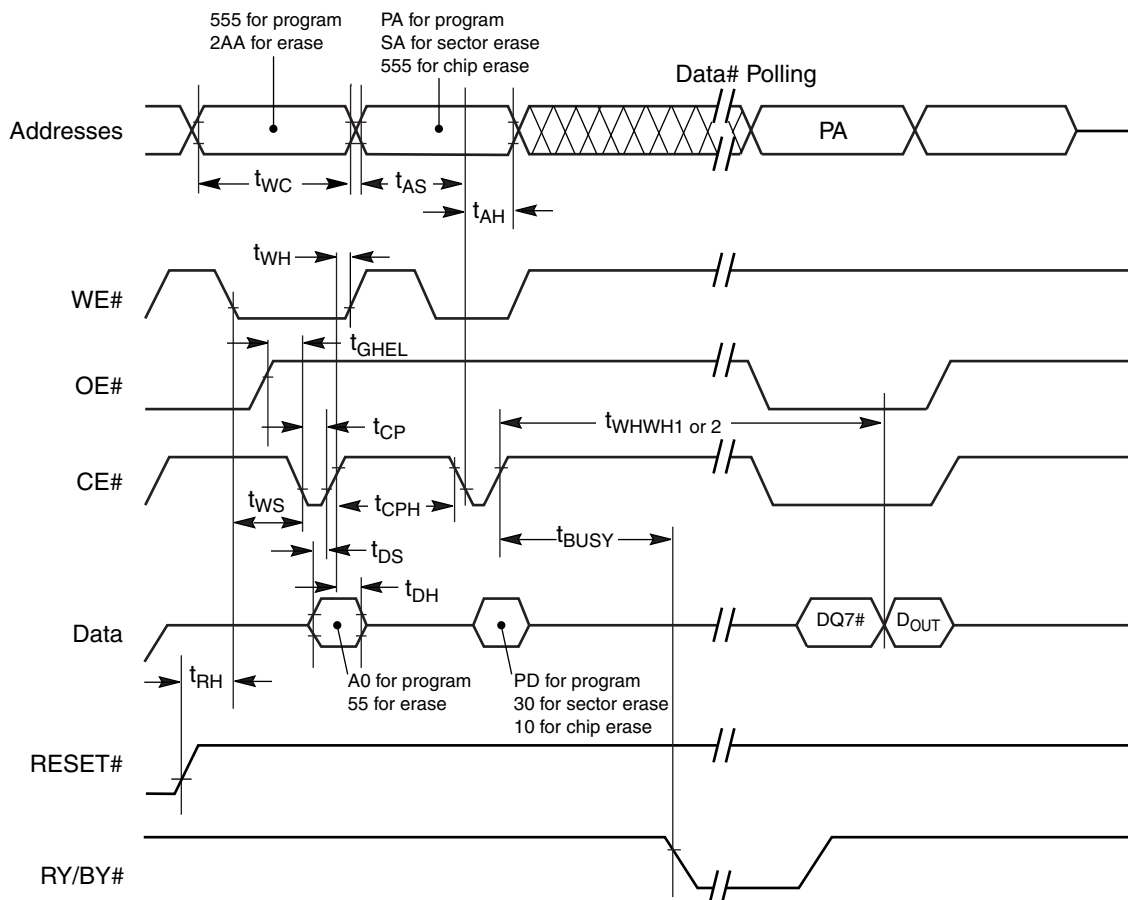 555 for program
2AA for erase
PA for program
SA for sector erase
555 for chip erase
Data# Polling
Addresses
PA
tWC
tAS
tAH
tWH
WE#
tGHEL
OE#
tWHWH1 or 2
tCP
CE#
tWS
tCPH
tBUSY
tDS
tDH
Data
DQ7#
DOUT
tRH
A0 for program
55 for erase
PD for program
30 for sector erase
10 for chip erase
RESET#
RY/BY#